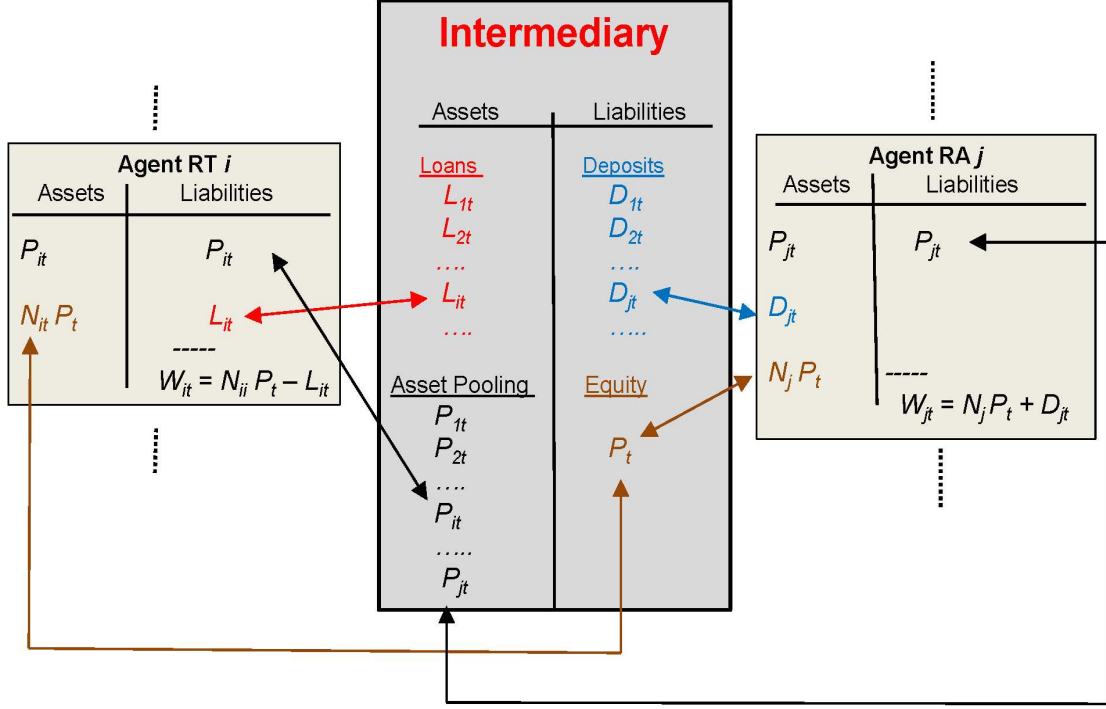 Intermediary
Assets Liabilities
Loans Deposits
L1t D1t
L2t D2t
.... ....
Lit Djt
.... .....
Asset Pooling Equity
P1t
P2t Pt
....
Pit
.....
Pjt
Agent RT i
Assets Liabilities
Pit Pit
Nit Pt Lit
-----
Wit = Nii Pt – Lit
Agent RA j
Assets Liabilities
Pjt Pjt
Djt
Nj Pt
-----
Wjt = Nj Pt + Djt